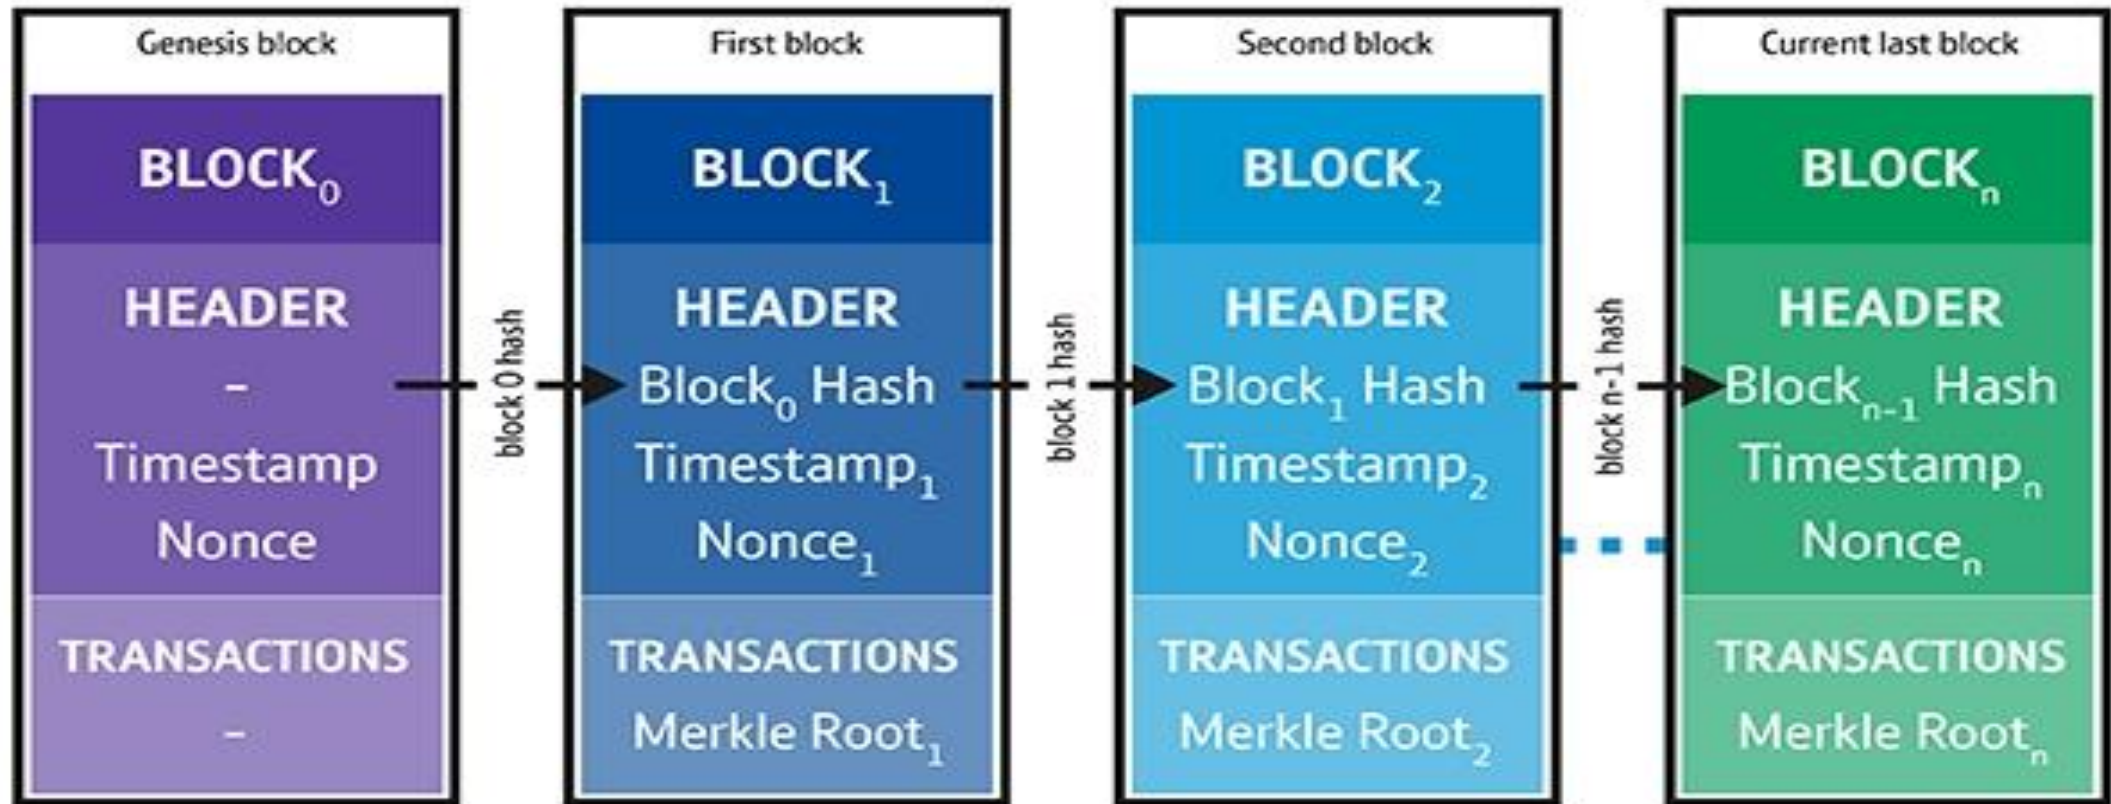 Genesis block
BLOCK₀
HEADER
–
Timestamp
Nonce
TRANSACTIONS
–
block 0 hash
First block
BLOCK₁
HEADER
Block₀ Hash
Timestamp₁
Nonce₁
TRANSACTIONS
Merkle Root₁
block 1 hash
Second block
BLOCK₂
HEADER
Block₁ Hash
Timestamp₂
Nonce₂
TRANSACTIONS
Merkle Root₂
block n-1 hash
Current last block
BLOCKₙ
HEADER
Blockₙ₋₁ Hash
Timestampₙ
Nonceₙ
TRANSACTIONS
Merkle Rootₙ